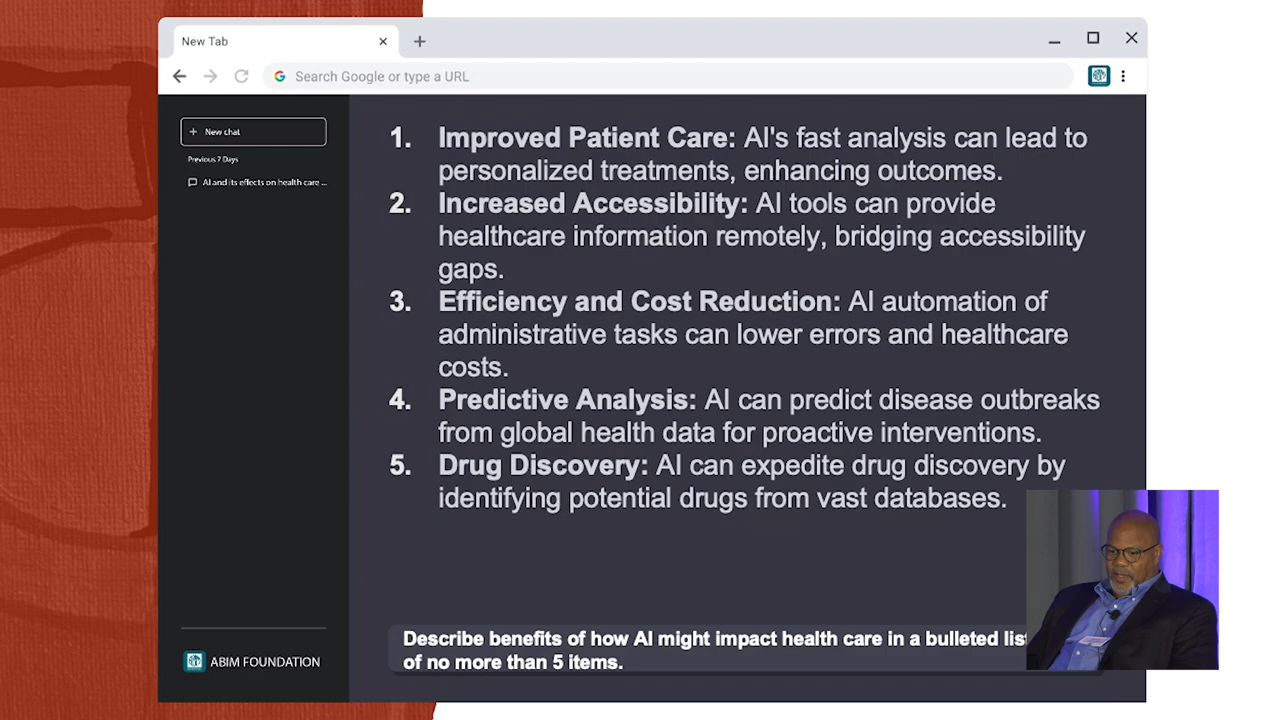 New Tab
Search Google or type a URL
New chat
Previous 7 Days
AI and its effects on health care ...
1. Improved Patient Care: AI's fast analysis can lead to
personalized treatments, enhancing outcomes.
2. Increased Accessibility: AI tools can provide
healthcare information remotely, bridging accessibility
gaps.
3. Efficiency and Cost Reduction: AI automation of
administrative tasks can lower errors and healthcare
costs.
4. Predictive Analysis: AI can predict disease outbreaks
from global health data for proactive interventions.
5. Drug Discovery: AI can expedite drug discovery by
identifying potential drugs from vast databases.
Describe benefits of how AI might impact health care in a bulleted
of no more than 5 items.
ABIM FOUNDATION